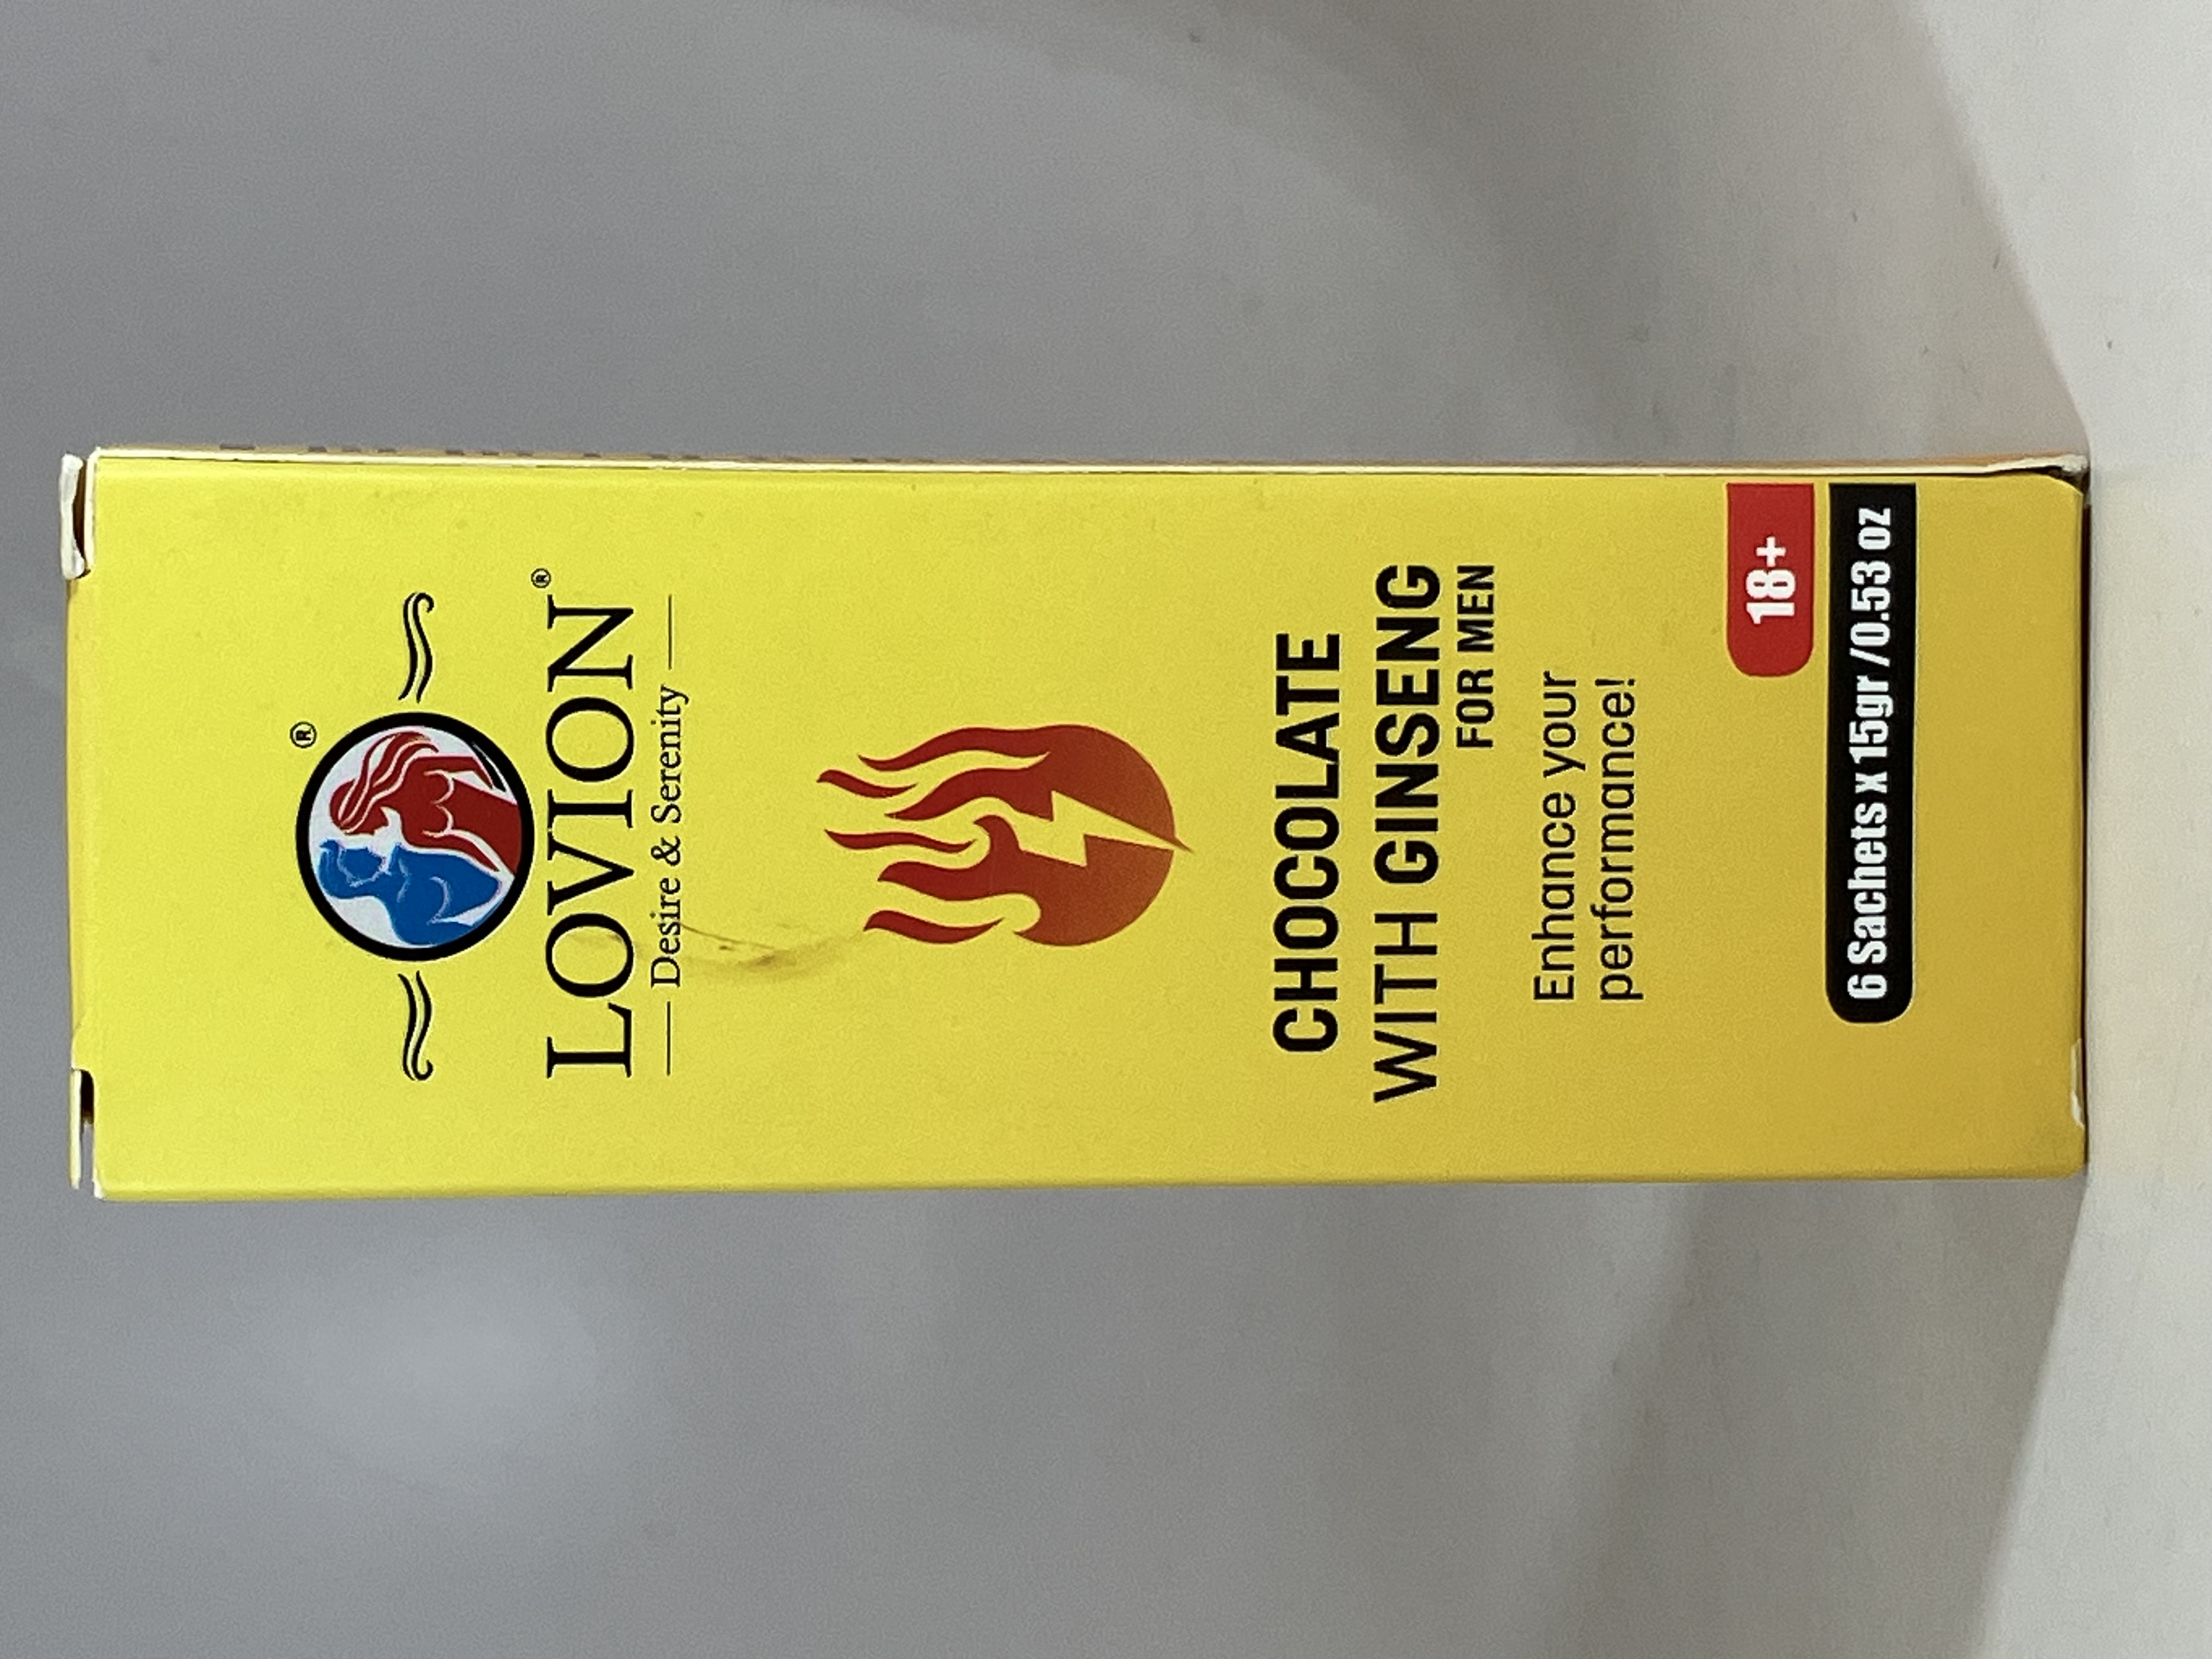 ®
LOVION®
Desire & Serenity
CHOCOLATE
WITH GINSENG
FOR MEN
Enhance your
performance!
18+
6 Sachets x 15gr / 0.53 oz